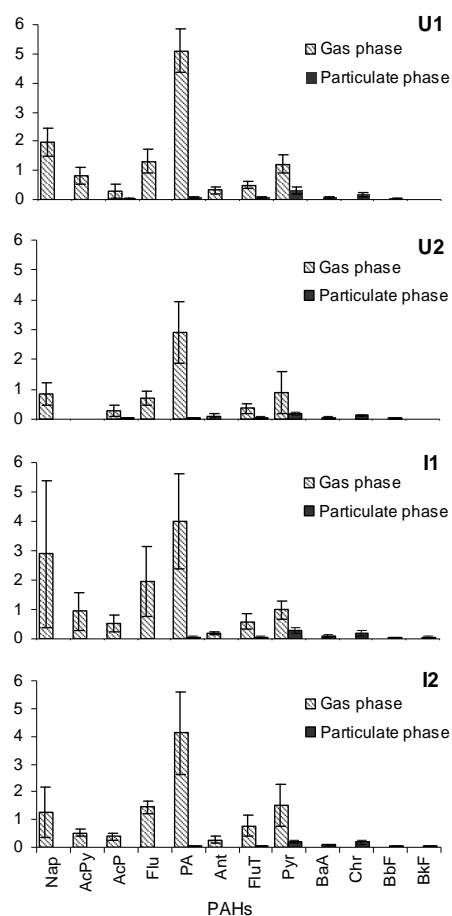 U1
6
5
4
3
2
1
0
Gas phase
Particulate phase
U2
6
5
4
3
2
1
0
Gas phase
Particulate phase
I1
6
5
4
3
2
1
0
Gas phase
Particulate phase
I2
6
5
4
3
2
1
0
Gas phase
Particulate phase
Nap AcPy AcP Flu PA Ant FluT Pyr BaA Chr BbF BkF
PAHs